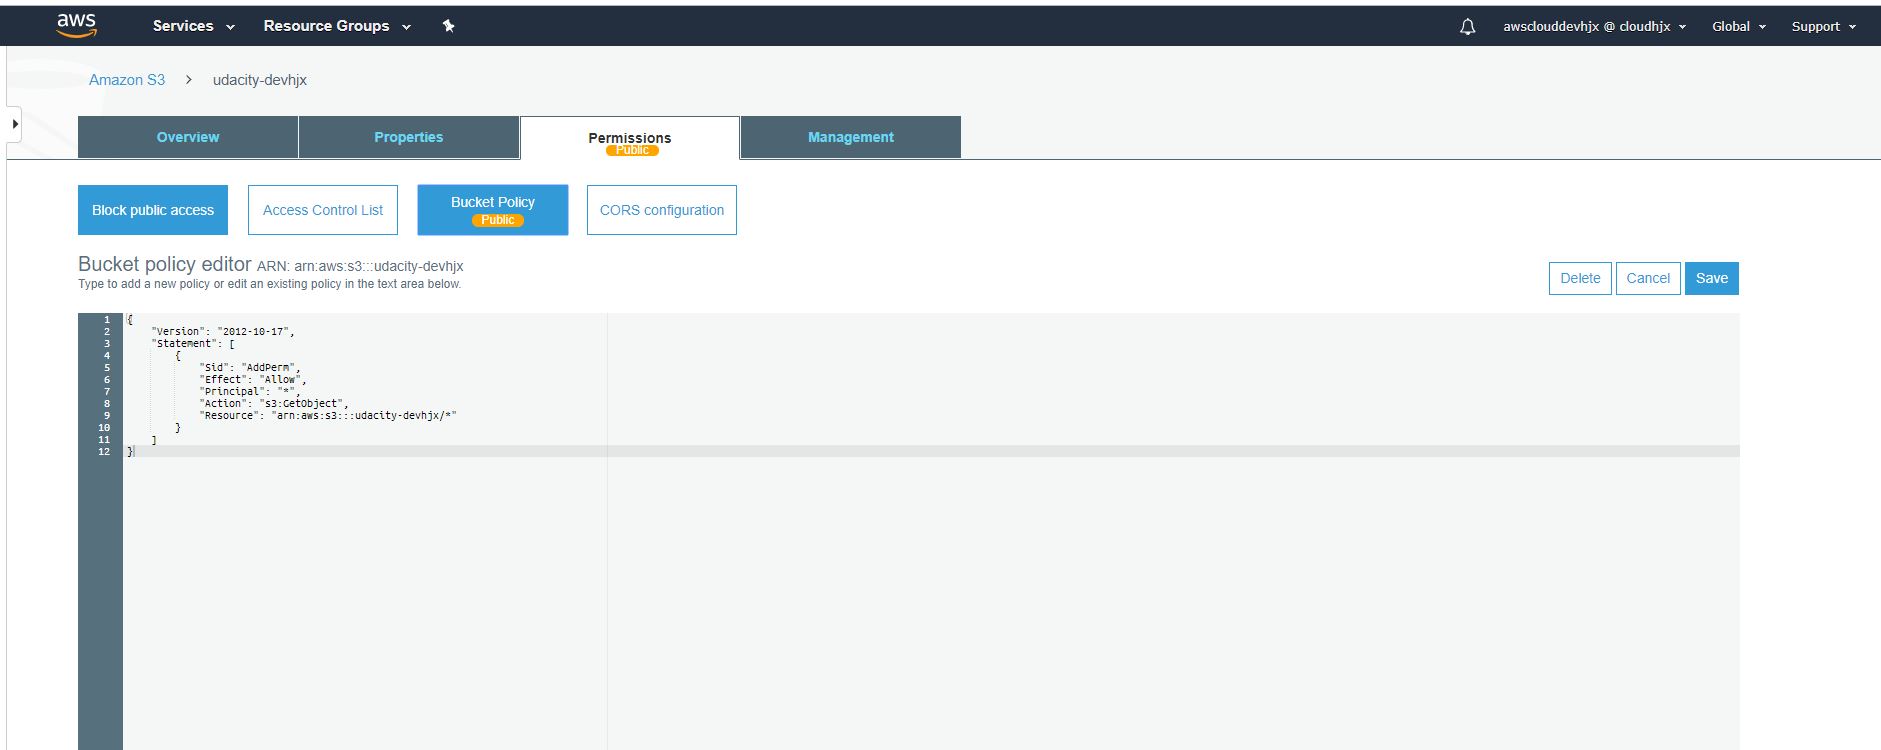 aws Services Resource Groups awsclouddevhjx @ cloudhjx Global Support
Amazon S3 > udacity-devhjx
Overview Properties Permissions Management
Public
Block public access Access Control List Bucket Policy CORS configuration
Public
Bucket policy editor ARN: arn:aws:s3:::udacity-devhjx
Type to add a new policy or edit an existing policy in the text area below.
Delete Cancel Save
1 {
2 "Version": "2012-10-17",
3 "Statement": [
4 {
5 "Sid": "AddPerm",
6 "Effect": "Allow",
7 "Principal": "*",
8 "Action": "s3:GetObject",
9 "Resource": "arn:aws:s3:::udacity-devhjx/*"
10 }
11 ]
12 }